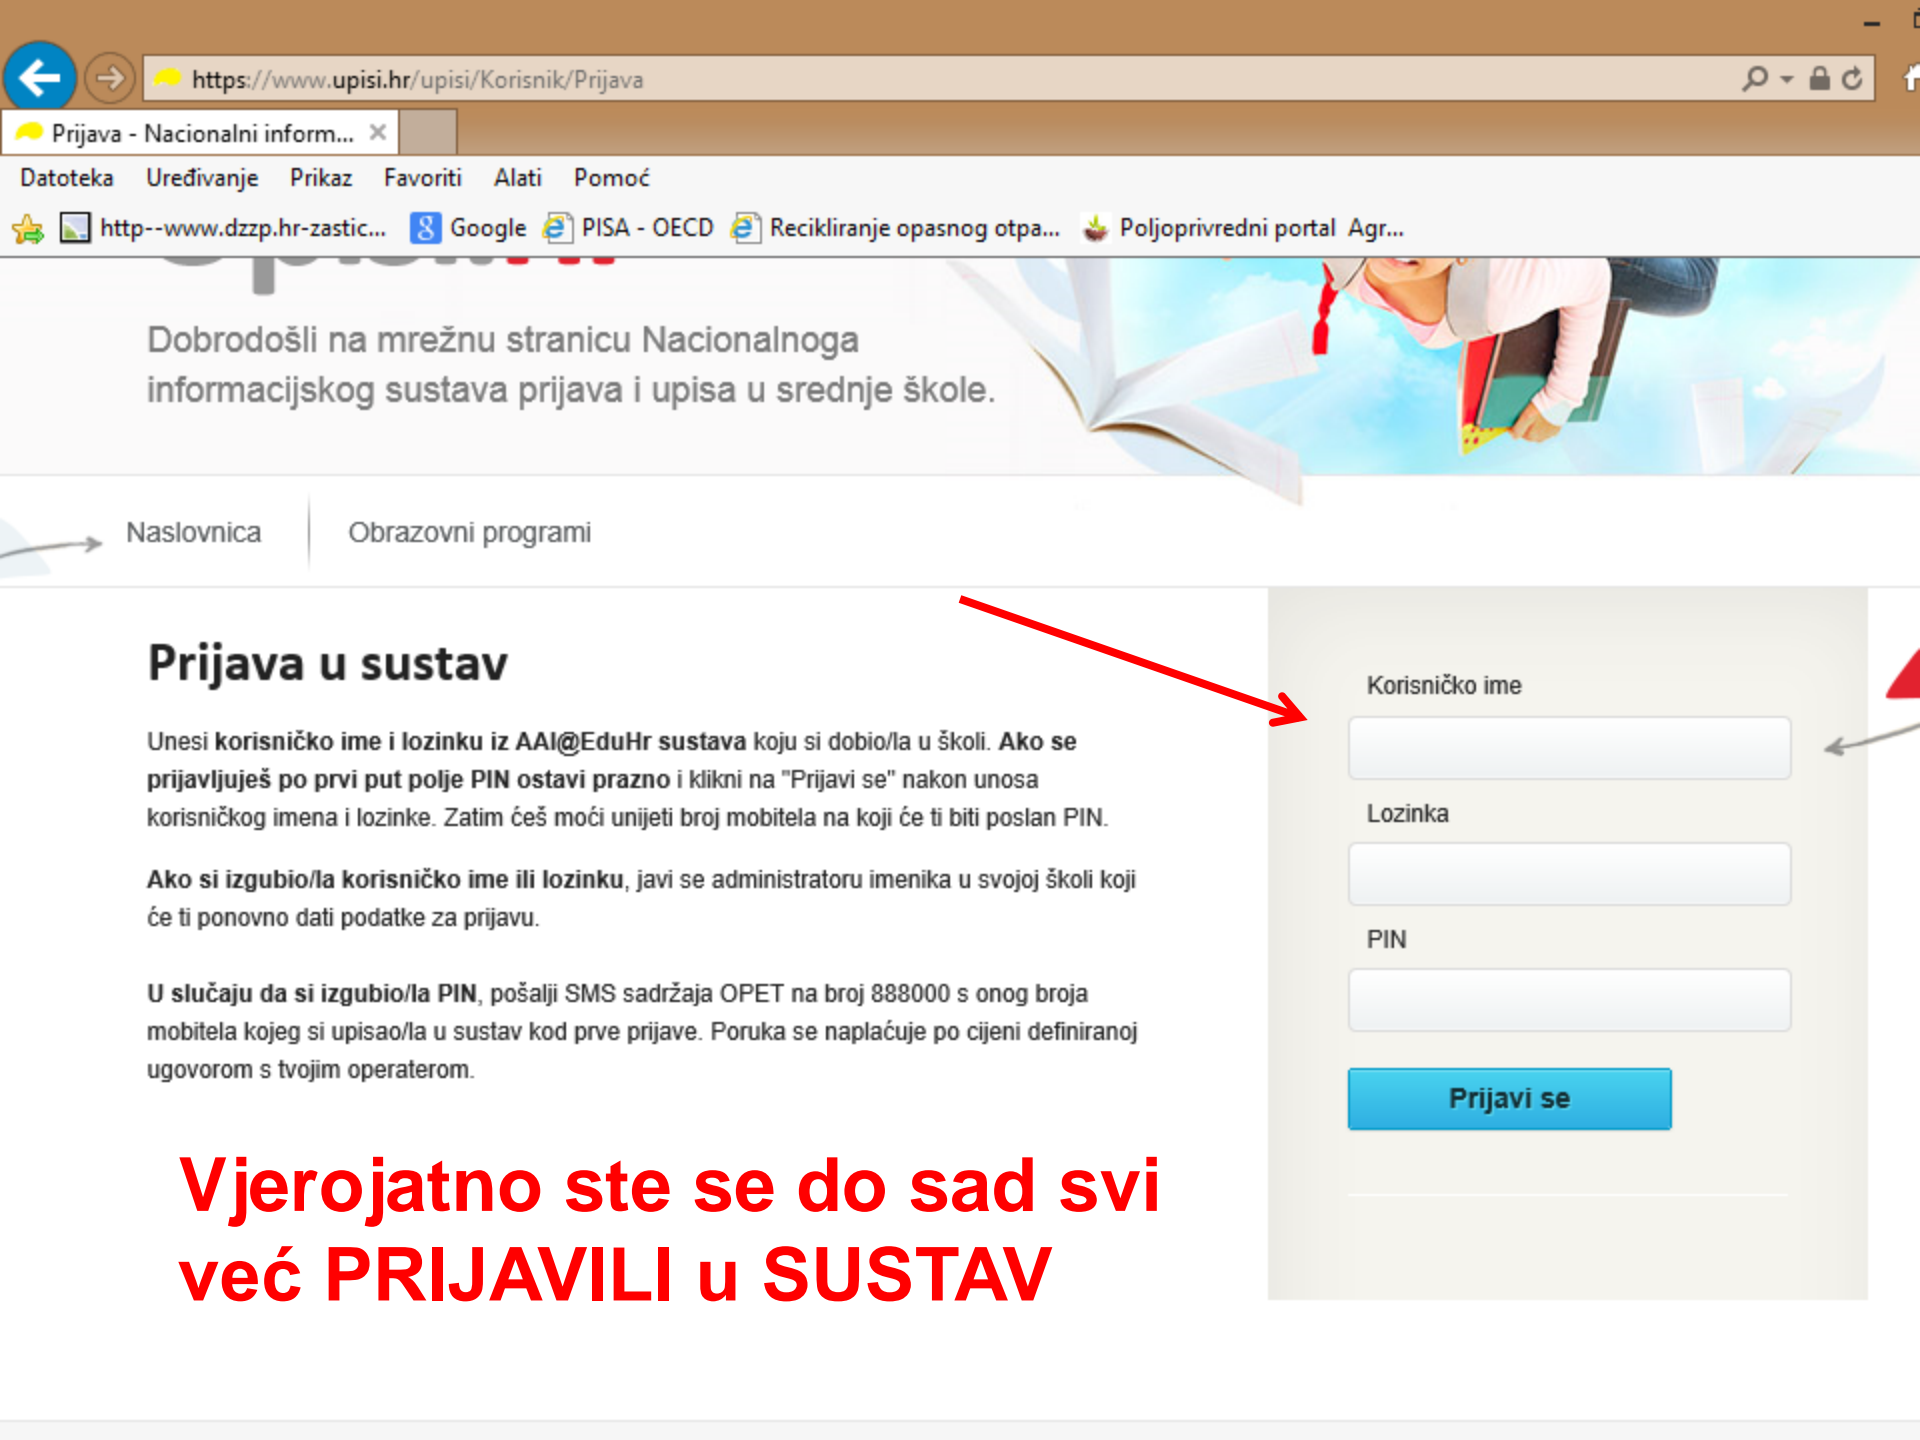 https://www.upisi.hr/upisi/Korisnik/Prijava
Prijava - Nacionalni inform...
Datoteka Uređivanje Prikaz Favoriti Alati Pomoć
http--www.dzzp.hr-zastic... Google PISA - OECD Recikliranje opasnog otpa... Poljoprivredni portal Agr...
Dobrodošli na mrežnu stranicu Nacionalnoga
informacijskog sustava prijava i upisa u srednje škole.
Naslovnica Obrazovni programi
Prijava u sustav
Unesi korisničko ime i lozinku iz AAI@EduHr sustava koju si dobio/la u školi. Ako se
prijavljuješ po prvi put polje PIN ostavi prazno i klikni na "Prijavi se" nakon unosa
korisničkog imena i lozinke. Zatim ćeš moći unijeti broj mobitela na koji će ti biti poslan PIN.
Ako si izgubio/la korisničko ime ili lozinku, javi se administratoru imenika u svojoj školi koji
će ti ponovno dati podatke za prijavu.
U slučaju da si izgubio/la PIN, pošalji SMS sadržaja OPET na broj 888000 s onog broja
mobitela kojeg si upisao/la u sustav kod prve prijave. Poruka se naplaćuje po cijeni definiranoj
ugovorom s tvojim operaterom.
Korisničko ime
Lozinka
PIN
Prijavi se
Vjerojatno ste se do sad svi
već PRIJAVILI u SUSTAV